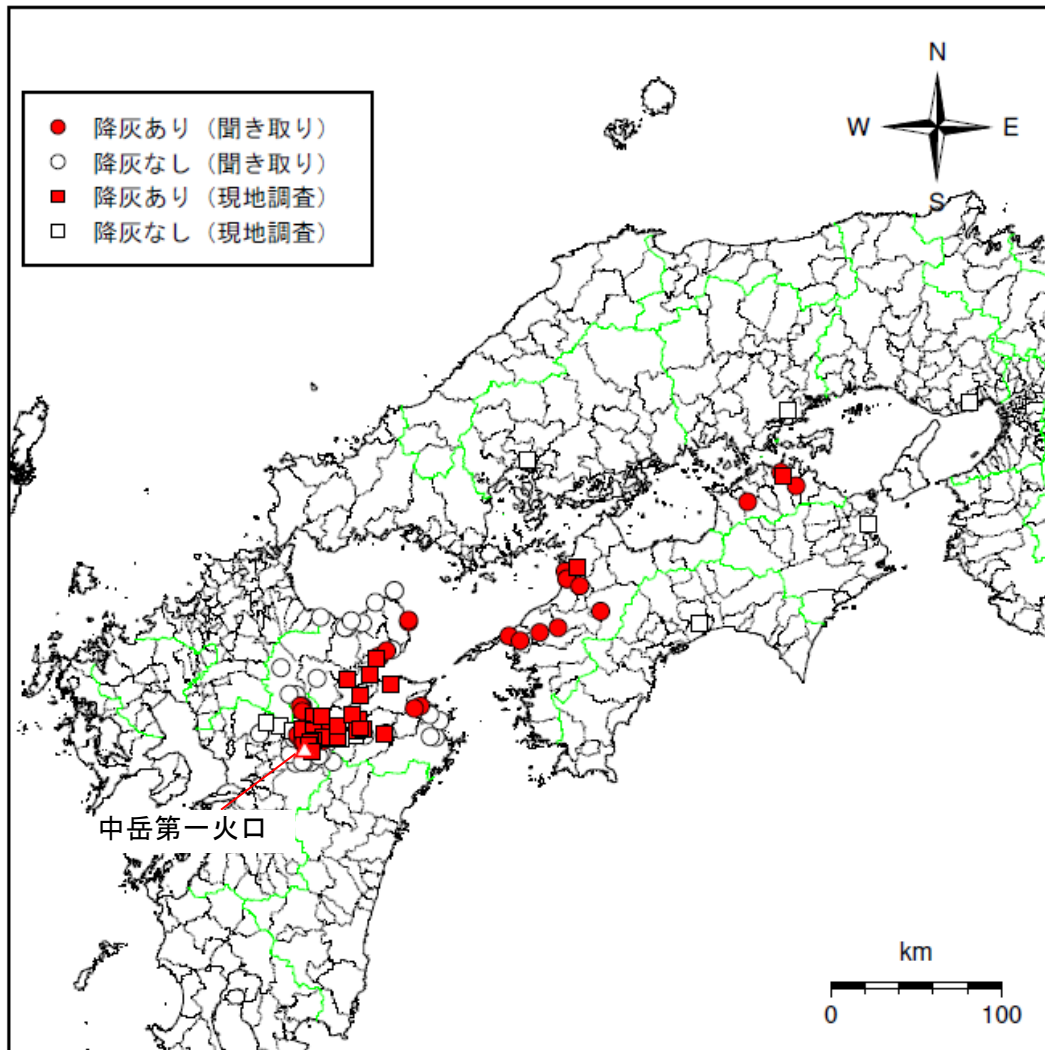 N
W E
S
降灰あり（聞き取り）
降灰なし（聞き取り）
降灰あり（現地調査）
降灰なし（現地調査）
中岳第一火口
km
0 100